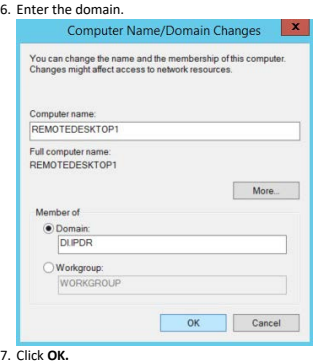 6. Enter the domain.
Computer Name/Domain Changes
x
You can change the name and the membership of this computer.
Changes might affect access to network resources.
Computer name:
REMOTEDESKTOP1
Full computer name:
REMOTEDESKTOP1
More...
Member of
Domain:
DI.IPDR
Workgroup:
WORKGROUP
OK
Cancel
7. Click OK.